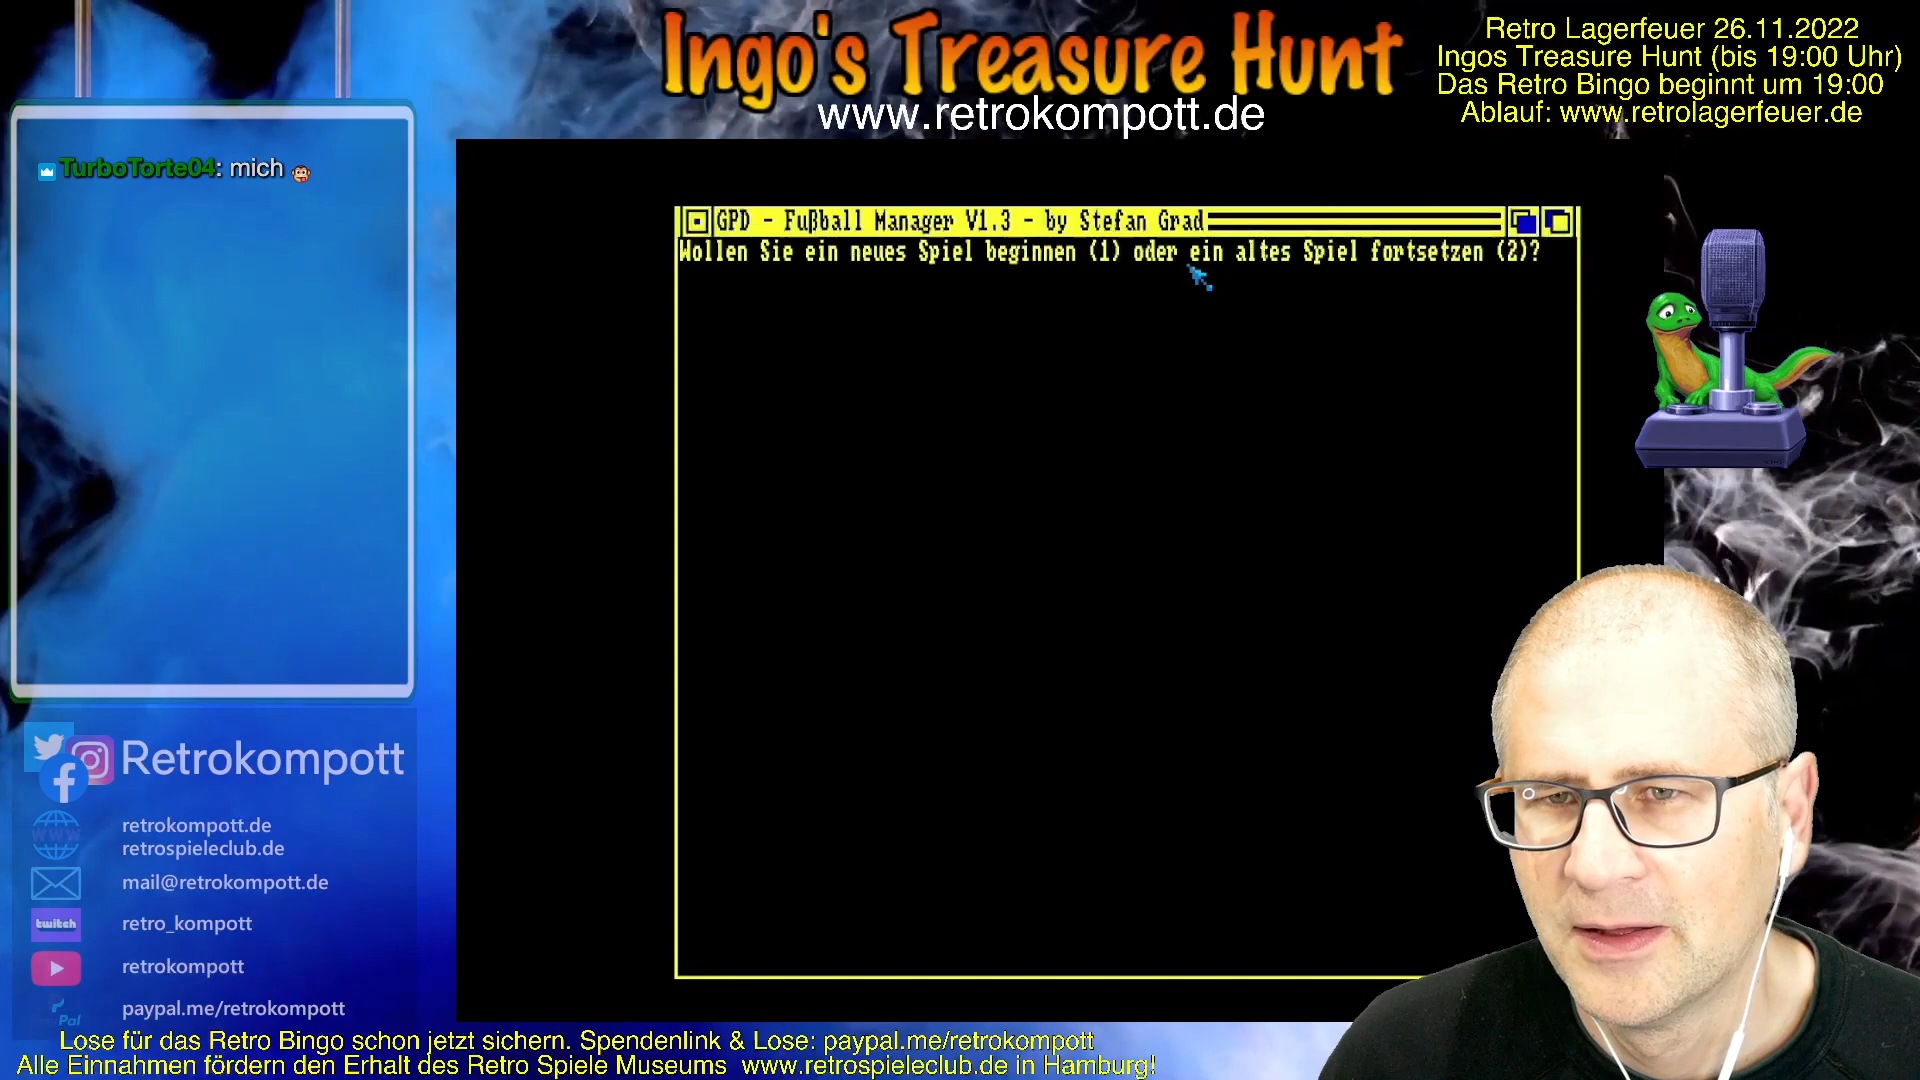 Ingo's Treasure Hunt
www.retrokompott.de
Retro Lagerfeuer 26.11.2022
Ingos Treasure Hunt (bis 19:00 Uhr)
Das Retro Bingo beginnt um 19:00
Ablauf: www.retrolagerfeuer.de
TurboTorte04: mich
GPD - Fußball Manager V1.3 - by Stefan Grad
Wollen Sie ein neues Spiel beginnen (1) oder ein altes Spiel fortsetzen (2)?
Retrokompott
WWW
retrokompott.de
retrospieleclub.de
mail@retrokompott.de
twitch
retro_kompott
retrokompott
Pal
paypal.me/retrokompott
Lose für das Retro Bingo schon jetzt sichern. Spendenlink & Lose: paypal.me/retrokompott
Alle Einnahmen fördern den Erhalt des Retro Spiele Museums www.retrospieleclub.de in Hamburg!